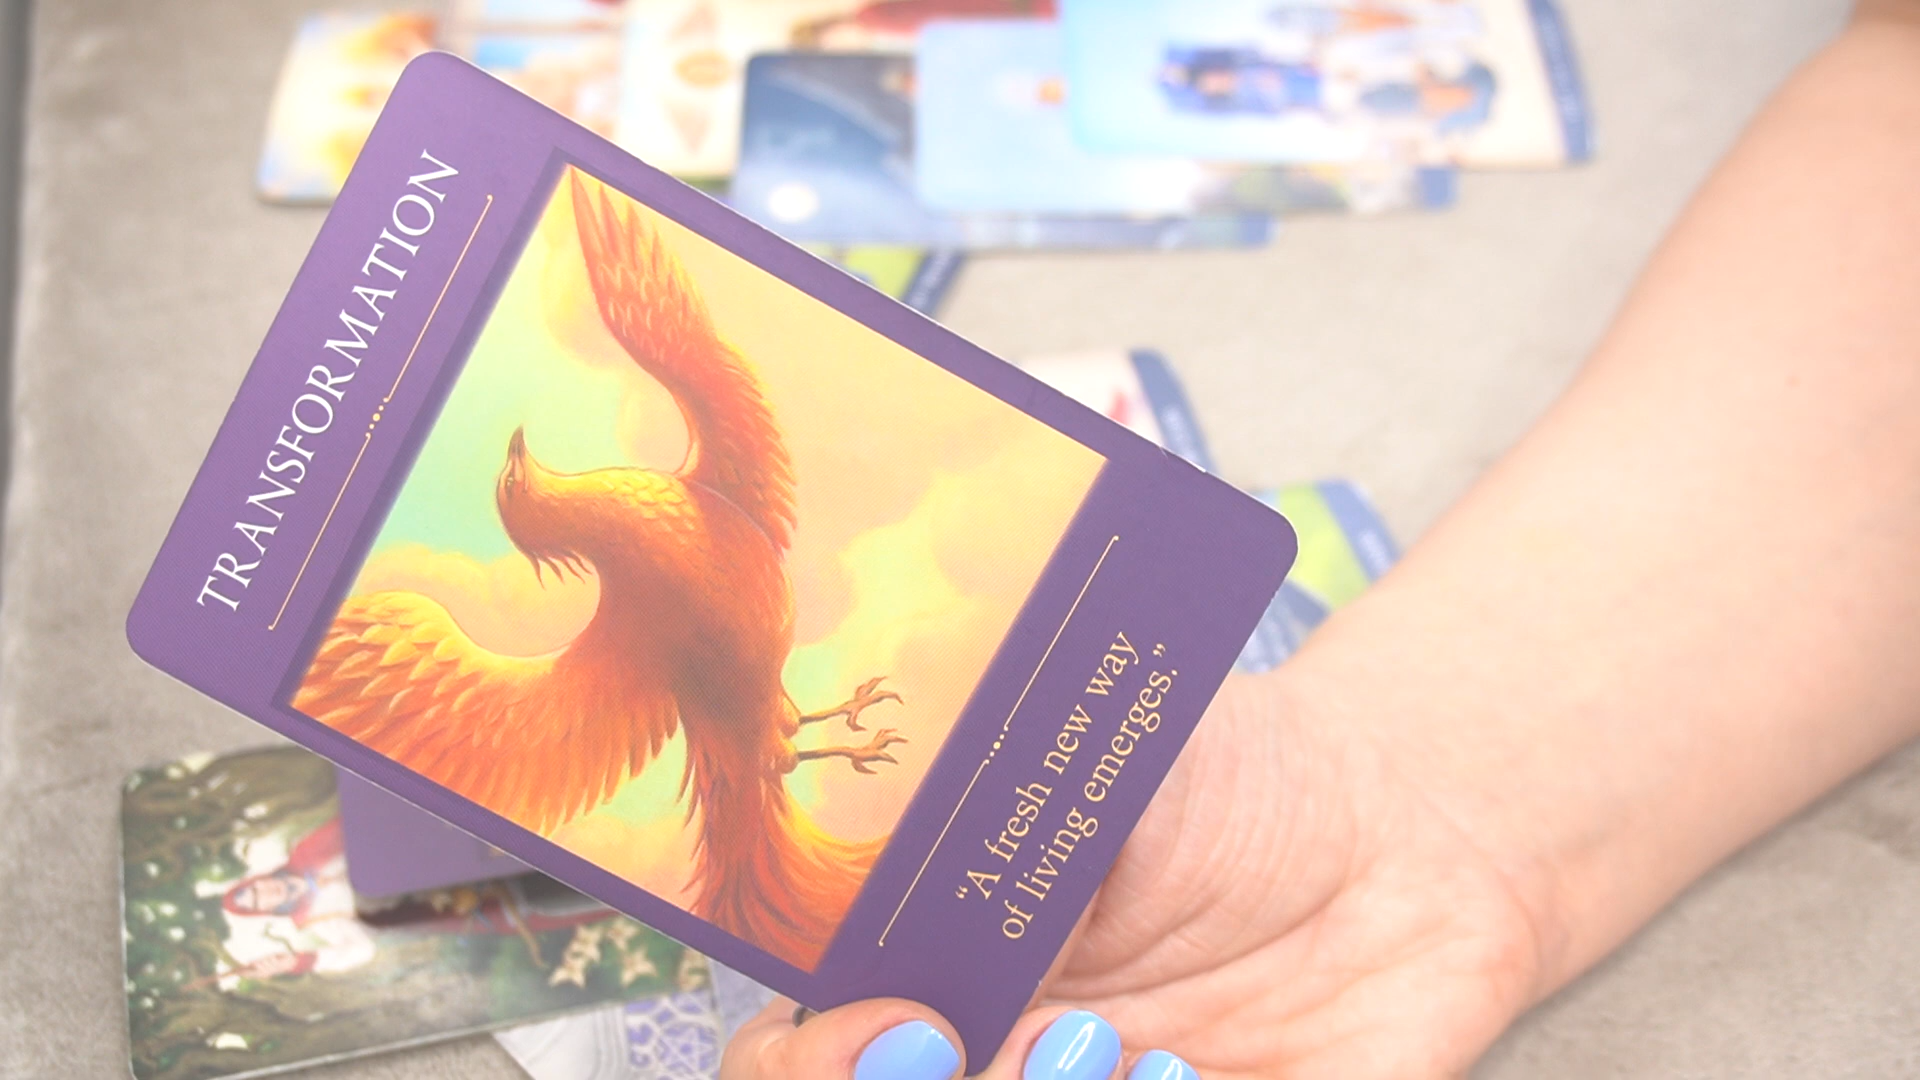 TRANSFORMATION
“A fresh new way
of living emerges.”